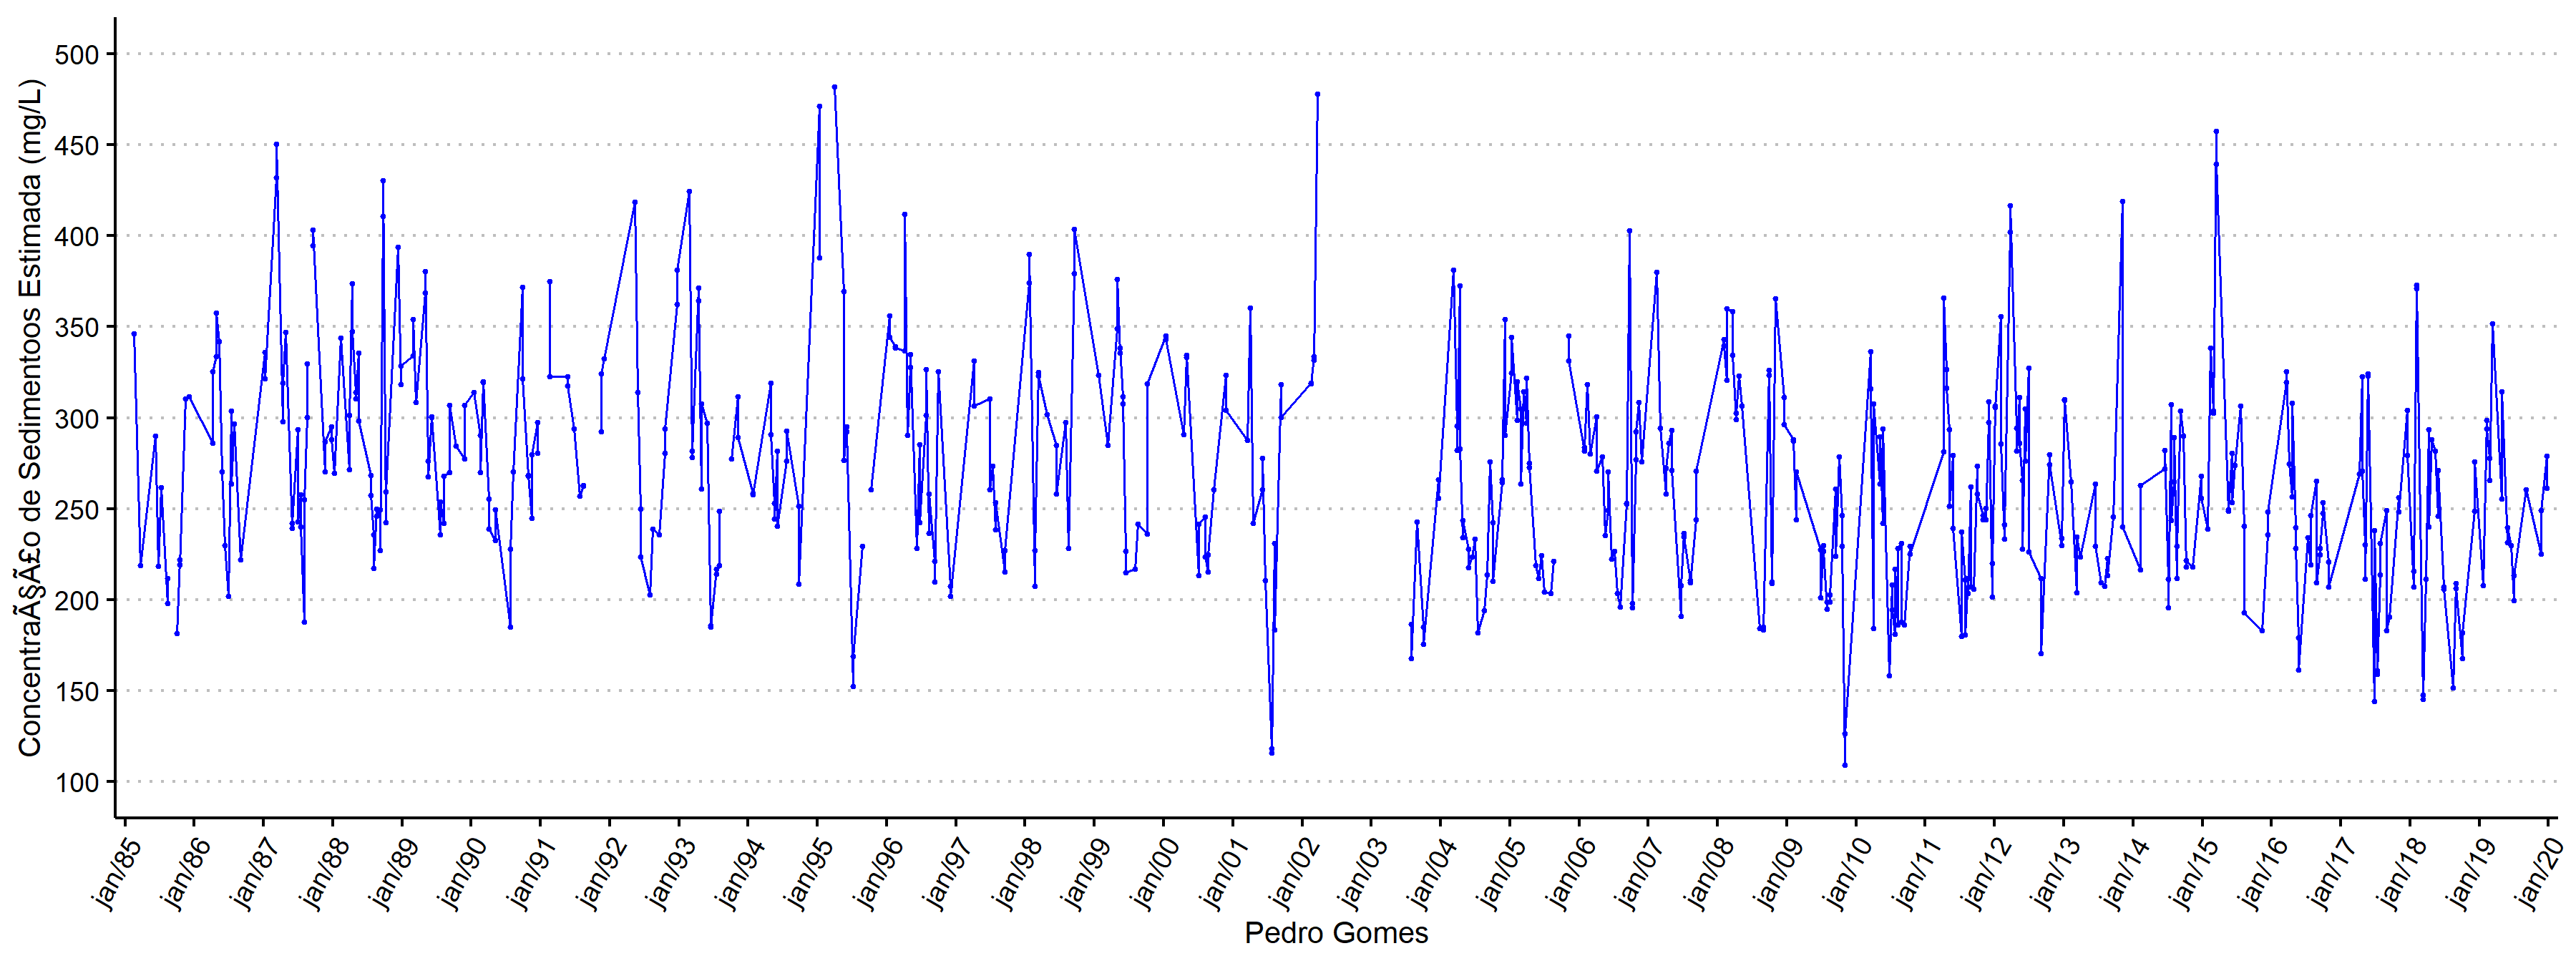 ConcentraÃ§Ã£o de Sedimentos Estimada (mg/L)
500
450
400
350
300
250
200
150
100
jan/85
jan/86
jan/87
jan/88
jan/89
jan/90
jan/91
jan/92
jan/93
jan/94
jan/95
jan/96
jan/97
jan/98
jan/99
jan/00
jan/01
jan/02
jan/03
jan/04
jan/05
jan/06
jan/07
jan/08
jan/09
jan/10
jan/11
jan/12
jan/13
jan/14
jan/15
jan/16
jan/17
jan/18
jan/19
jan/20
Pedro Gomes